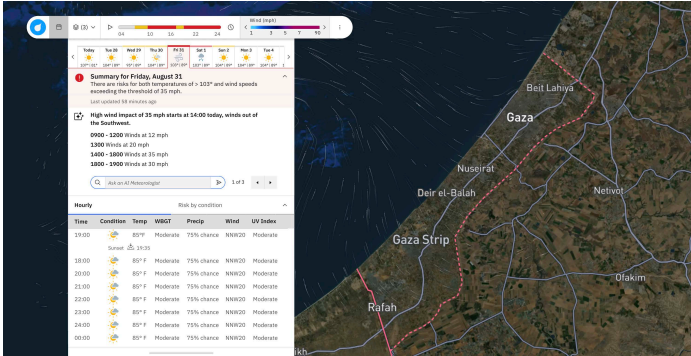 (3)
04 10 16 22 24
Wind (mph)
1 3 5 7 90
Today Tue 28 Wed 29 Thu 30 Fri 31 Sat 1 Sun 2 Mon 3 Tue 4
Summary for Friday, August 31
There are risks for both temperatures of > 103° and wind speeds
exceeding the threshold of 35 mph.
Last updated 58 minutes ago
High wind impact of 35 mph starts at 14:00 today, winds out of
the Southwest.
0900 - 1200 Winds at 12 mph
1300 Winds at 20 mph
1400 - 1800 Winds at 35 mph
1800 - 1900 Winds at 30 mph
Ask an AI Meteorologist
1 of 3
Hourly Risk by condition
Time Condition Temp WBGT Precip Wind UV Index
19:00 85°F Moderate 75% chance NNW20 Moderate
Sunset 19:35
18:00 85° F Moderate 75% chance NNW20 Moderate
20:00 85° F Moderate 75% chance NNW20 Moderate
21:00 85° F Moderate 75% chance NNW20 Moderate
22:00 85° F Moderate 75% chance NNW20 Moderate
23:00 85° F Moderate 75% chance NNW20 Moderate
24:00 85° F Moderate 75% chance NNW20 Moderate
00:00 85° F Moderate 75% chance NNW20 Moderate
Beit Lahiya
Gaza
Nuseirat
Deir el-Balah
Netivot
Gaza Strip
Ofakim
Rafah
ikh